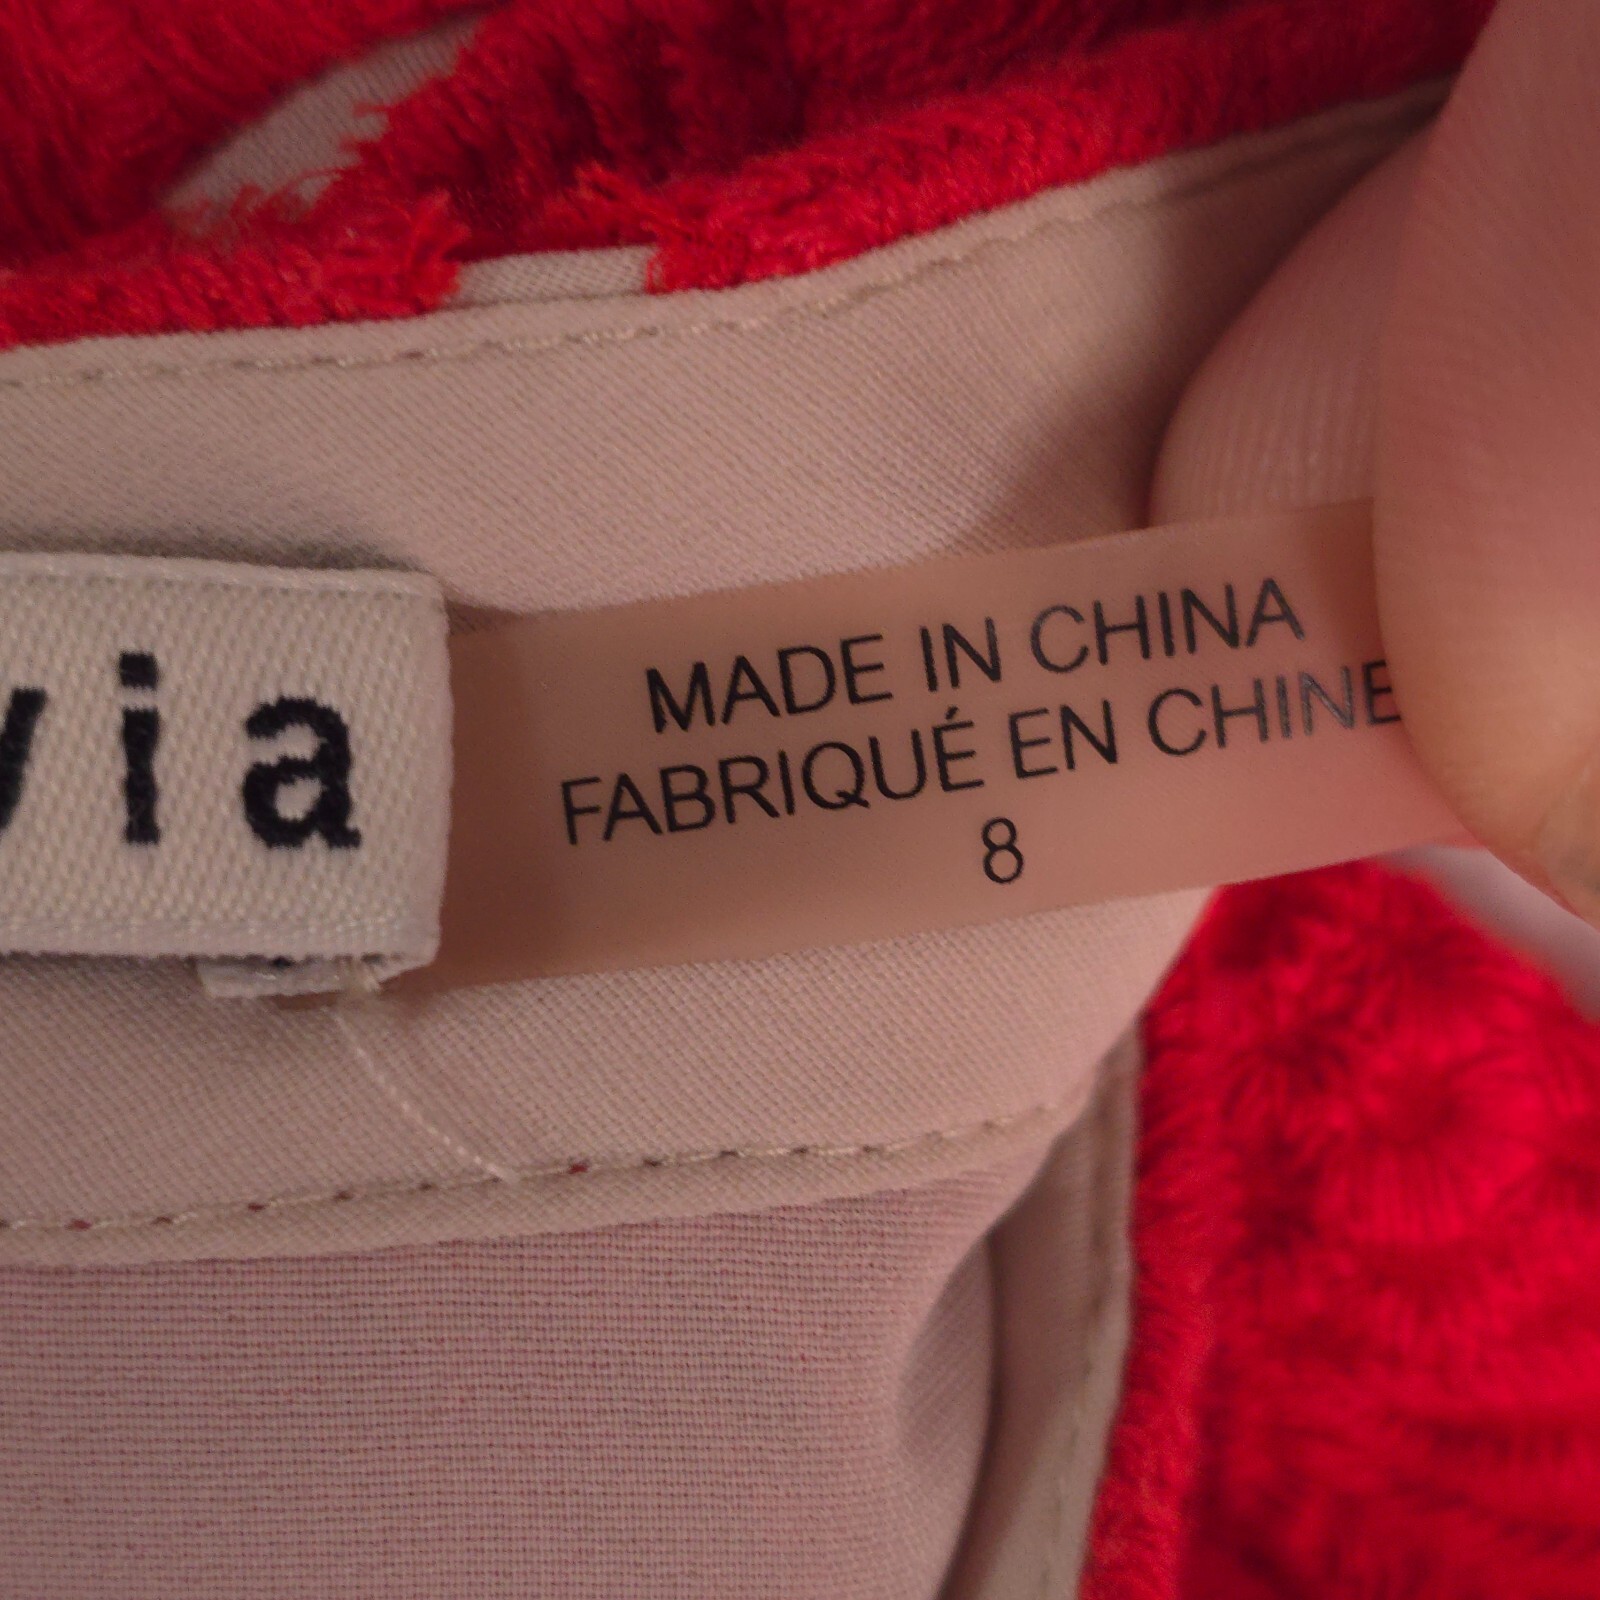 via
MADE IN CHINA
FABRIQUÉ EN CHINE
8